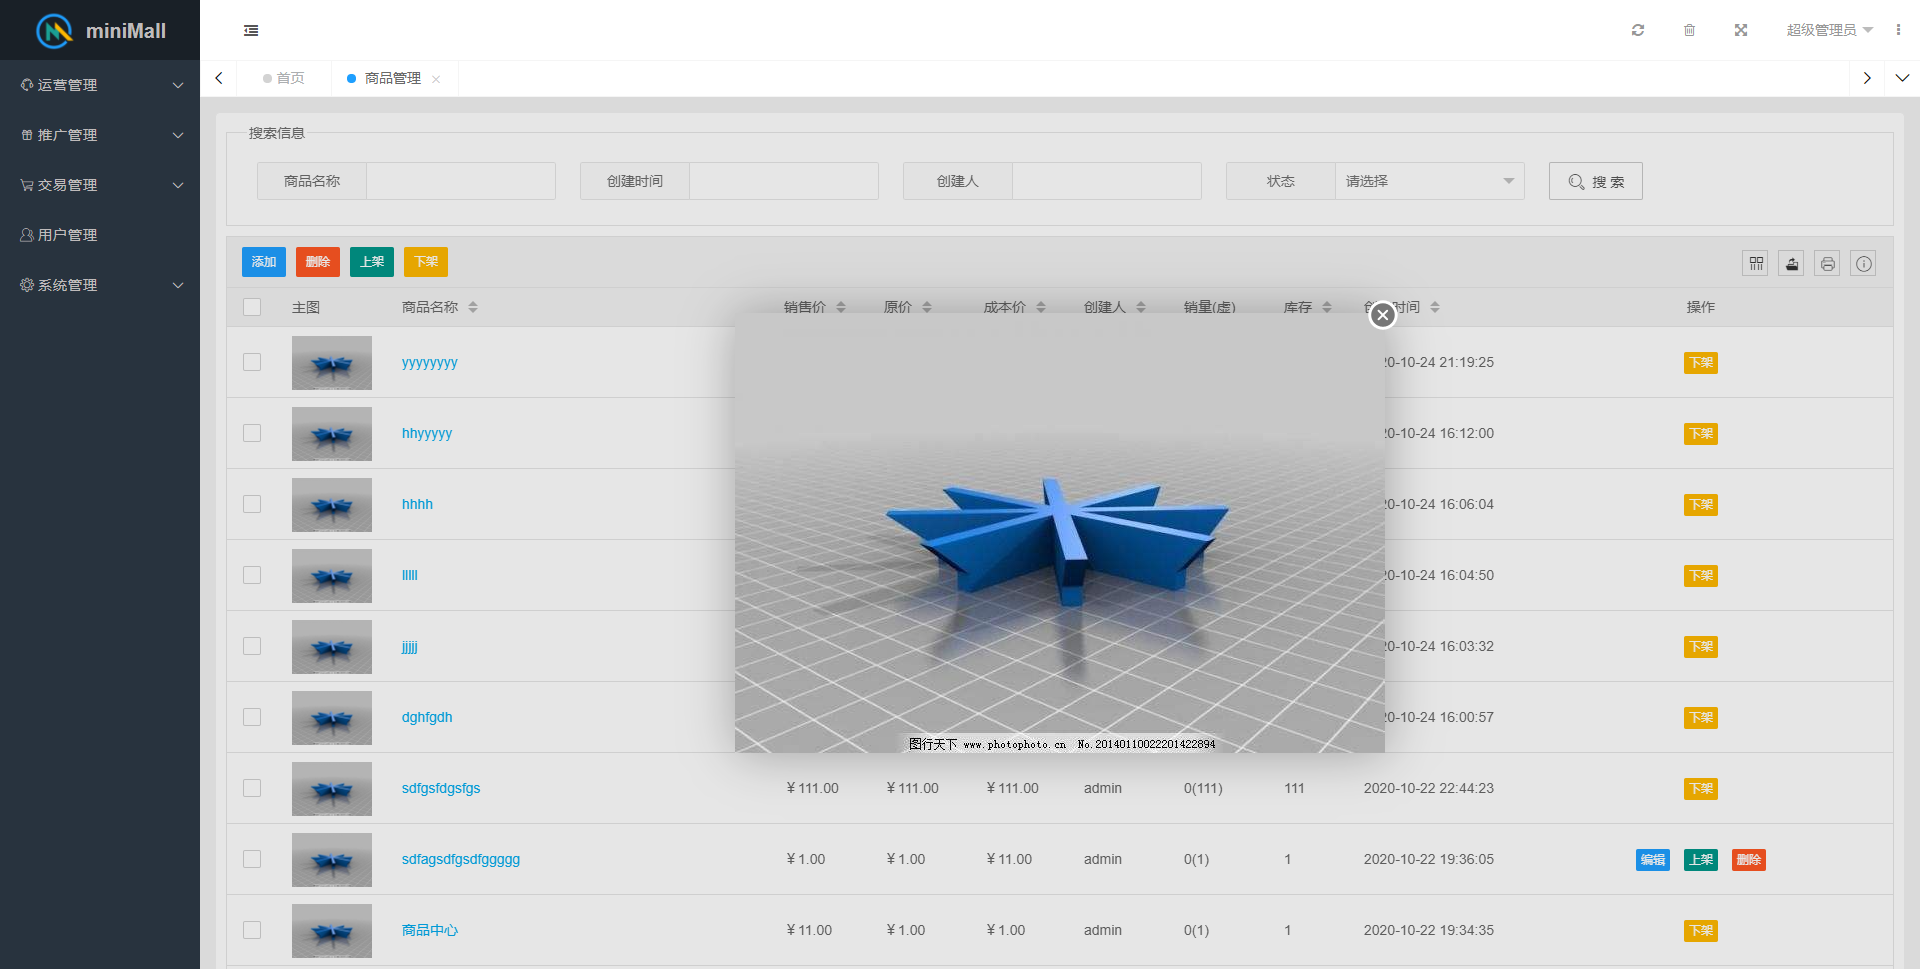 miniMall
超级管理员
运营管理
推广管理
交易管理
用户管理
系统管理
首页
商品管理
搜索信息
商品名称
创建时间
创建人
状态
请选择
搜 索
添加
删除
上架
下架
主图
商品名称
销售价
原价
成本价
创建人
销量(虚)
库存
时间
操作
yyyyyyyy
20-10-24 21:19:25
下架
hhyyyyy
20-10-24 16:12:00
下架
hhhh
20-10-24 16:06:04
下架
lllll
20-10-24 16:04:50
下架
jjjjj
20-10-24 16:03:32
下架
dghfgdh
20-10-24 16:00:57
下架
图行天下 www.photophoto.cn No.20140110022201422894
sdfgsfdgsfgs
￥111.00
￥111.00
￥111.00
admin
0(111)
111
2020-10-22 22:44:23
下架
sdfagsdfgsdfggggg
￥1.00
￥1.00
￥11.00
admin
0(1)
1
2020-10-22 19:36:05
编辑
上架
删除
商品中心
￥11.00
￥1.00
￥1.00
admin
0(1)
1
2020-10-22 19:34:35
下架